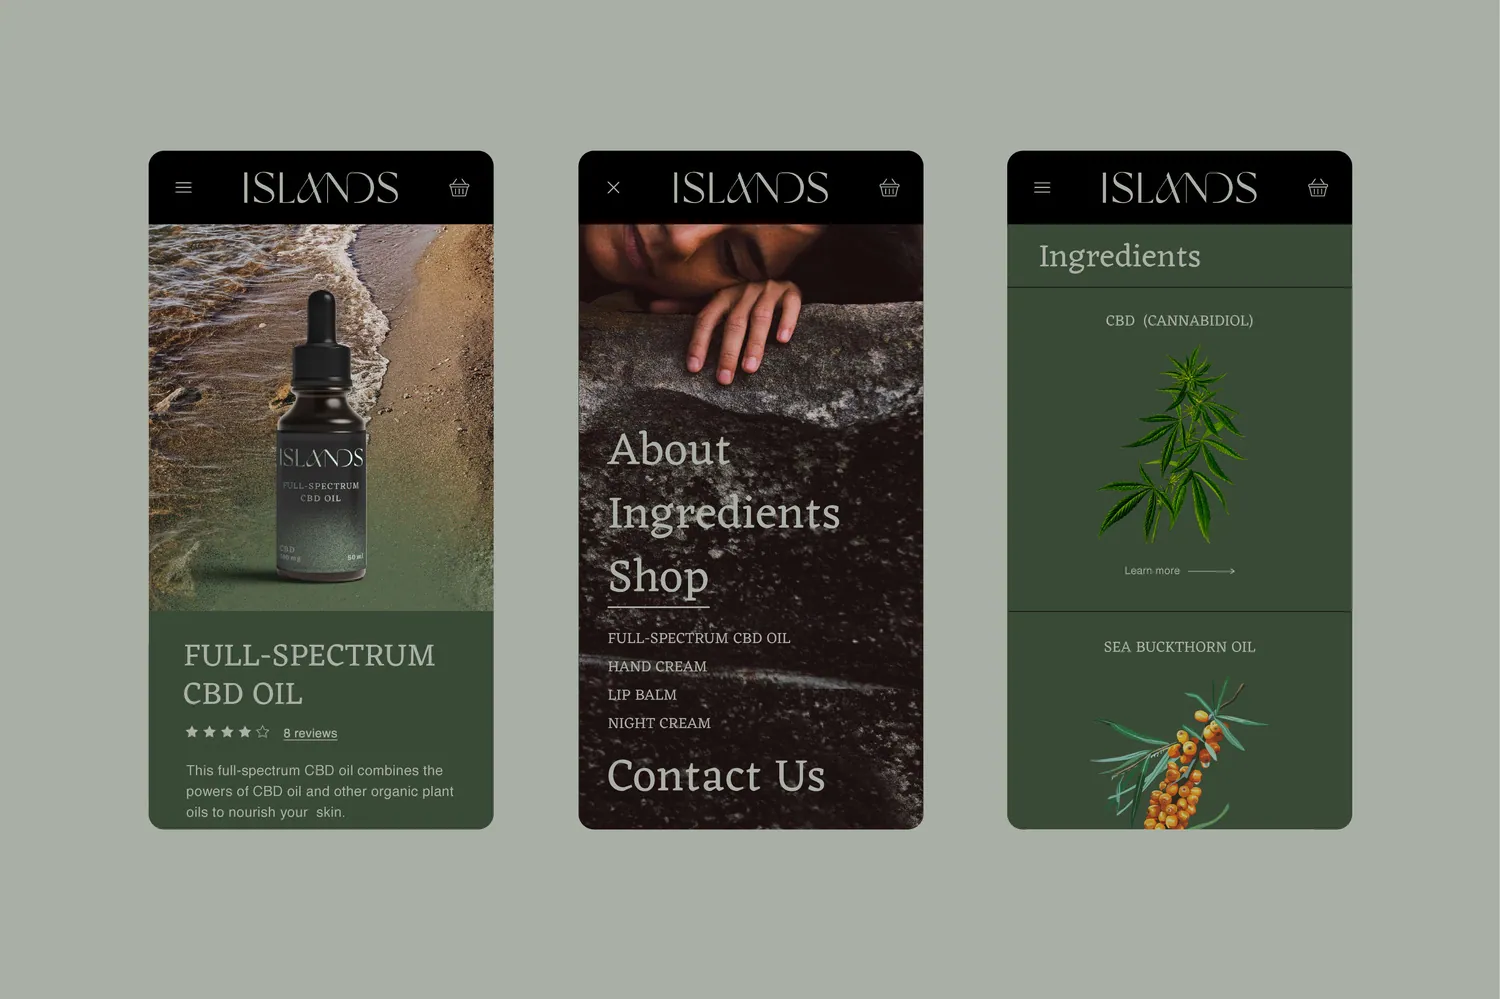 ISLANDS
ISLANDS
FULL-SPECTRUM
CBD OIL
CBD
50 ml
FULL-SPECTRUM
CBD OIL
8 reviews
This full-spectrum CBD oil combines the
powers of CBD oil and other organic plant
oils to nourish your skin.
ISLANDS
About
Ingredients
Shop
FULL-SPECTRUM CBD OIL
HAND CREAM
LIP BALM
NIGHT CREAM
Contact Us
ISLANDS
Ingredients
CBD (CANNABIDIOL)
Learn more
SEA BUCKTHORN OIL